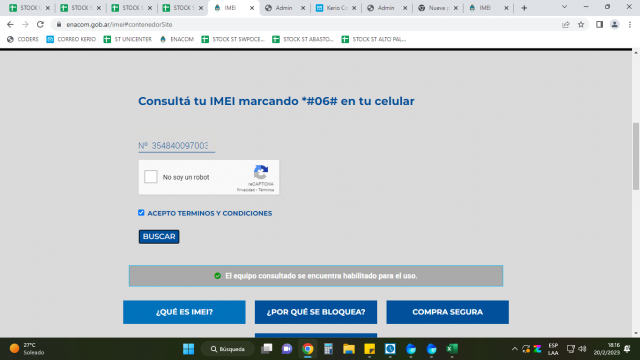 STOCK S
STOCK S
STOCK S
STOCK S
IMEI
Admin
Kerio Co
Admin
Nueva p
IMEI
enacom.gob.ar/imei#contenedorSite
CODERS
CORREO KERIO
ST UNICENTER
ENACOM
STOCK ST SWPOCE...
STOCK ST ABASTO...
STOCK ST ALTO PAL...
Consultá tu IMEI marcando *#06# en tu celular
Nº 354840097003
No soy un robot
reCAPTCHA
Privacidad - Términos
ACEPTO TERMINOS Y CONDICIONES
BUSCAR
El equipo consultado se encuentra habilitado para el uso.
¿QUÉ ES IMEI?
¿POR QUÉ SE BLOQUEA?
COMPRA SEGURA
27°C
Soleado
Búsqueda
ESP
LAA
18:16
20/2/2023